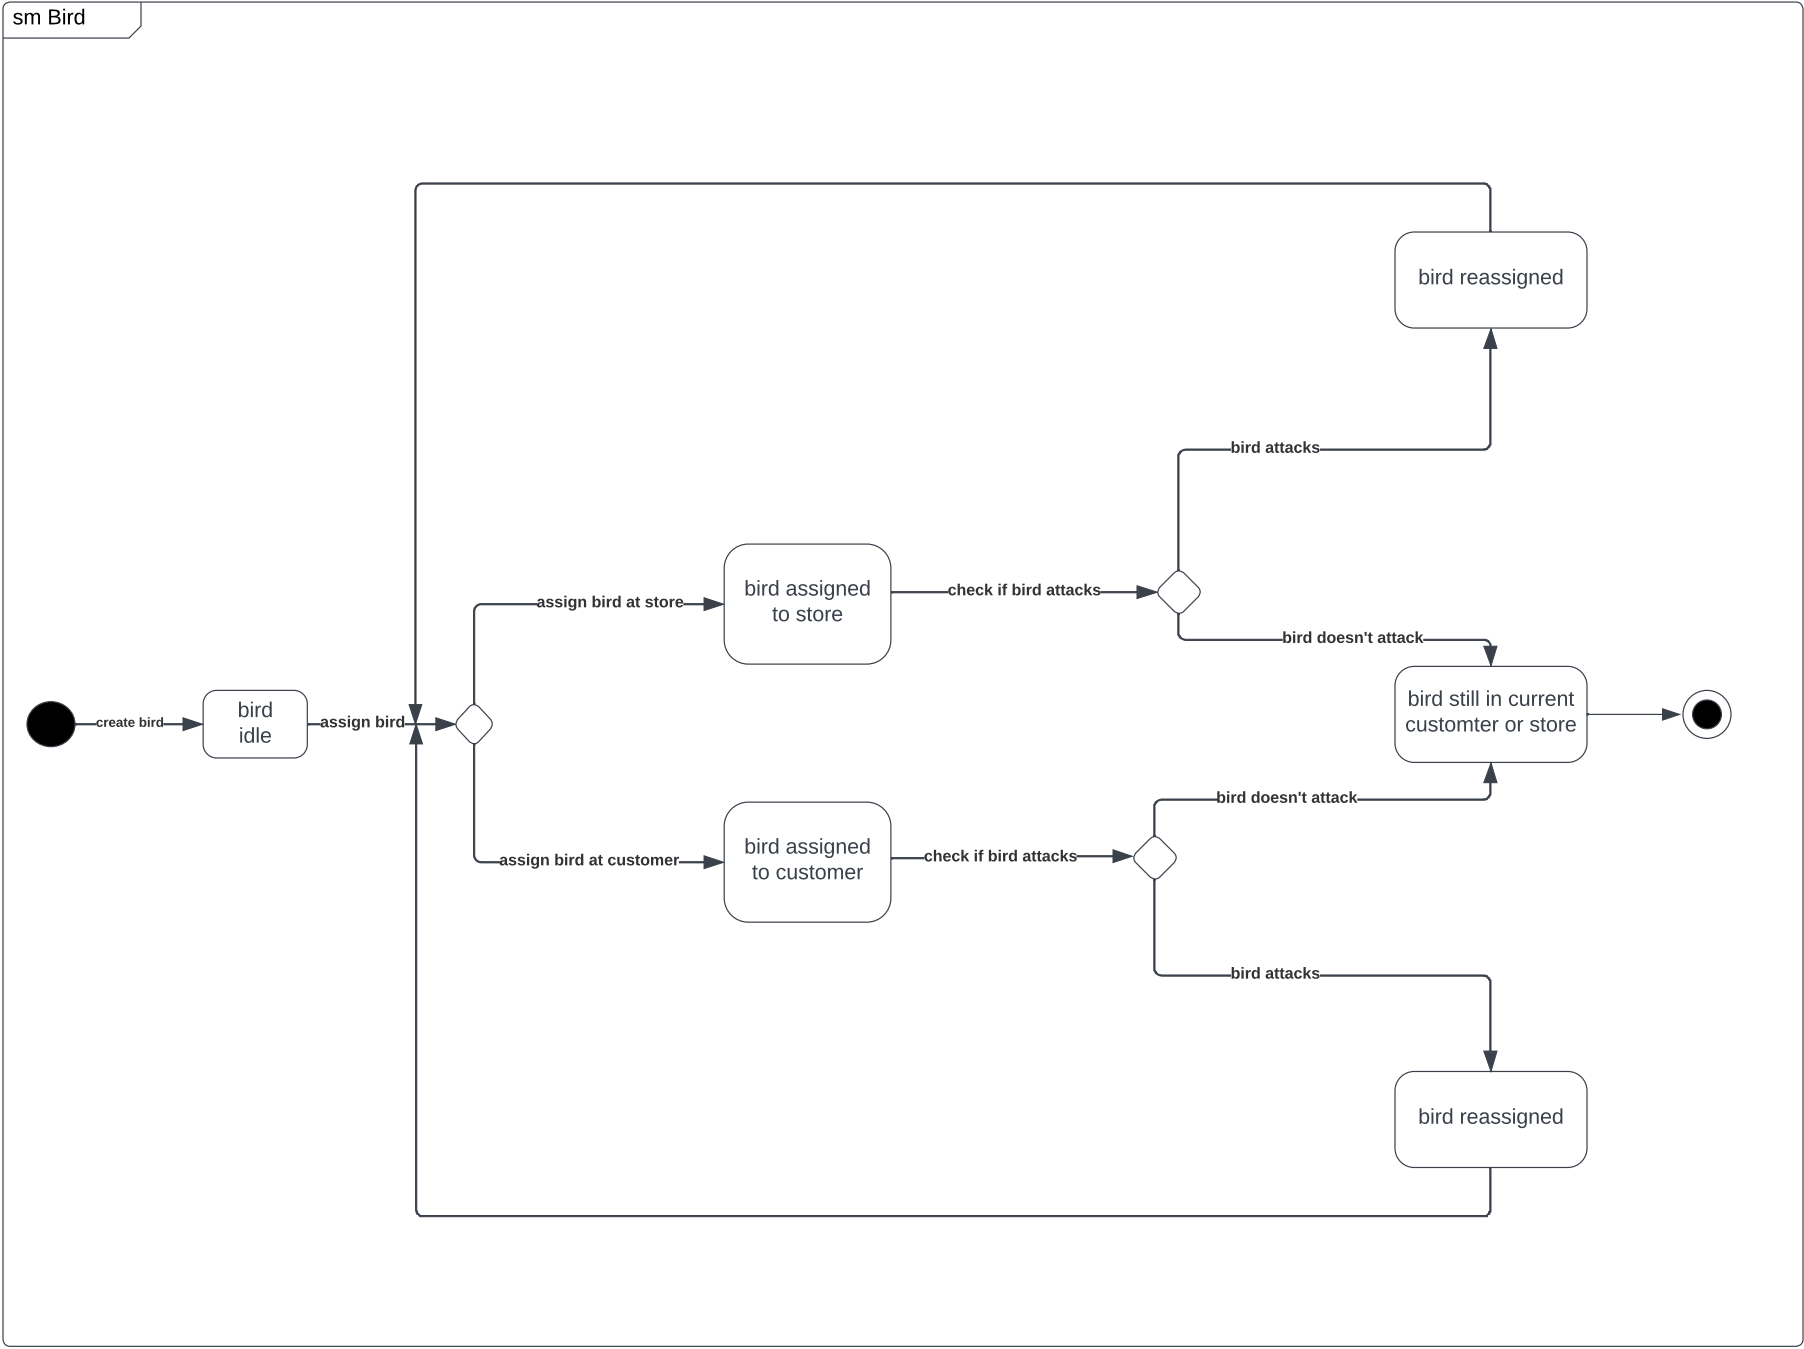 sm Bird
bird reassigned
bird attacks
assign bird at store
bird assigned
to store
check if bird attacks
bird doesn't attack
create bird
bird
idle
assign bird
bird still in current
customter or store
bird doesn't attack
assign bird at customer
bird assigned
to customer
check if bird attacks
bird attacks
bird reassigned